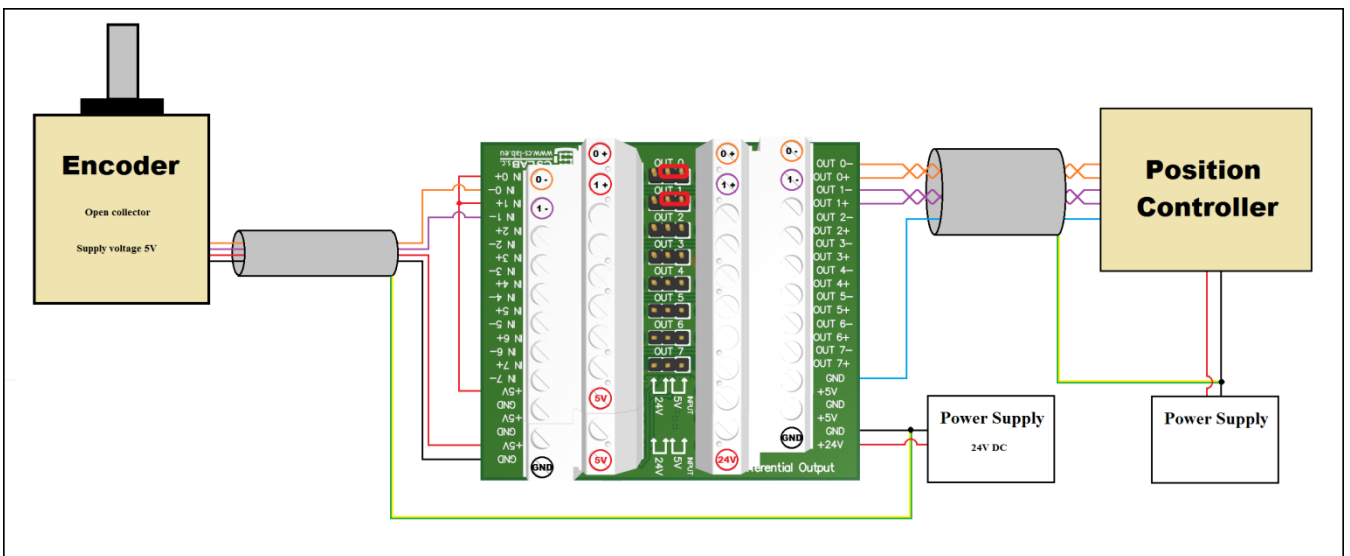 Encoder
Open collector
Supply voltage 5V
www.cs-lab.eu
CSLAB s.c.
IN 0+
IN 0-
IN 1+
IN 1-
IN 2+
IN 2-
IN 3+
IN 3-
IN 4+
IN 4-
IN 5+
IN 5-
IN 6+
IN 6-
IN 7+
IN 7-
+5V
GND
+5V
GND
+5V
GND
0 -
1 -
GND
0 +
1 +
5V
5V
OUT 0
OUT 1
OUT 2
OUT 3
OUT 4
OUT 5
OUT 6
OUT 7
24V
5V
INPUT
24V
5V
INPUT
0 +
1 +
24V
0 -
1 -
GND
OUT 0-
OUT 0+
OUT 1-
OUT 1+
OUT 2-
OUT 2+
OUT 3-
OUT 3+
OUT 4-
OUT 4+
OUT 5-
OUT 5+
OUT 6-
OUT 6+
OUT 7-
OUT 7+
GND
+5V
GND
+5V
GND
+24V
Output
Position
Controller
Power Supply
24V DC
Power Supply